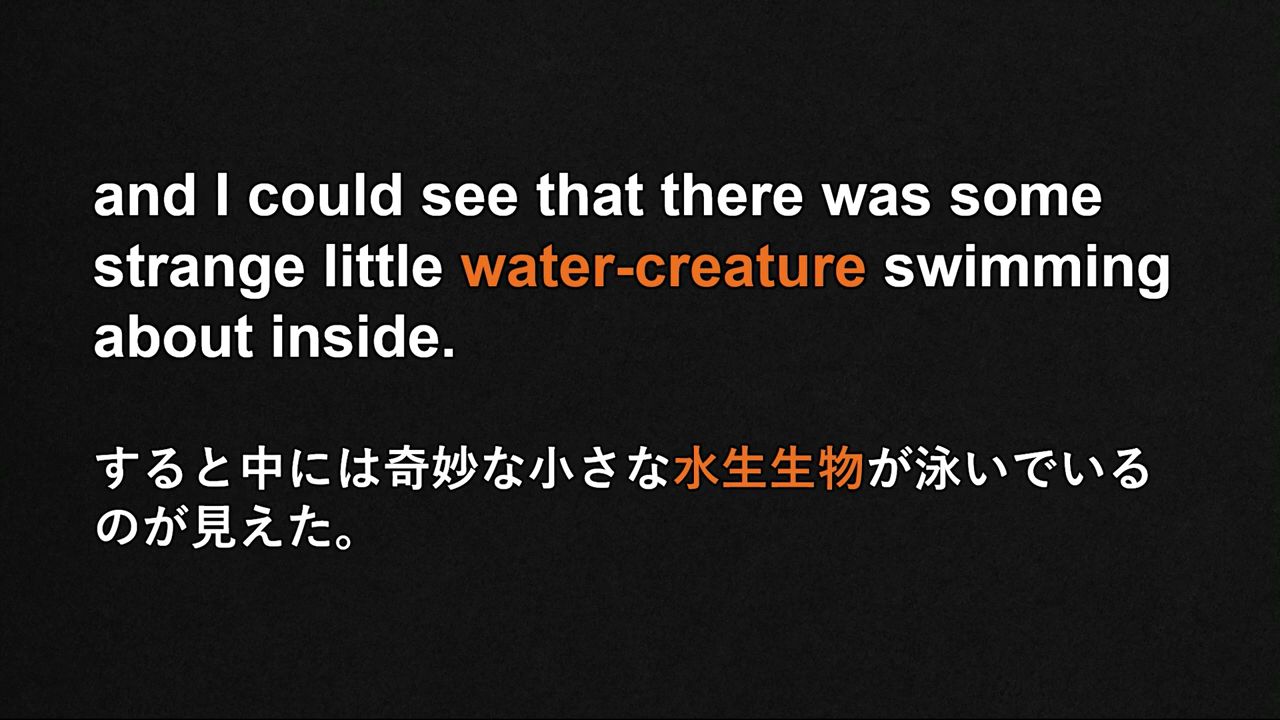 and I could see that there was some
strange little water-creature swimming
about inside.
すると中には奇妙な小さな水生生物が泳いでいる
のが見えた。